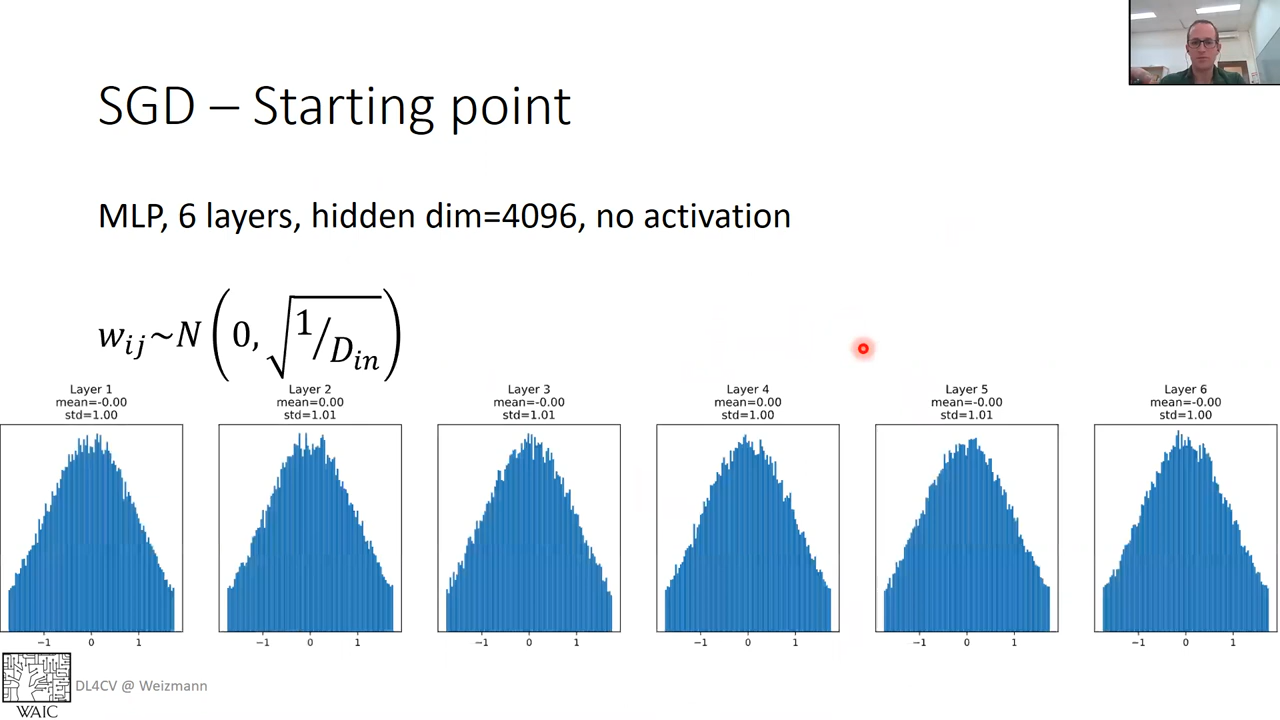 SGD – Starting point
MLP, 6 layers, hidden dim=4096, no activation
w_{ij}~N(0, √(1/D_{in}))
Layer 1
mean=-0.00
std=1.00
Layer 2
mean=0.00
std=1.01
Layer 3
mean=-0.00
std=1.01
Layer 4
mean=0.00
std=1.00
Layer 5
mean=-0.00
std=1.01
Layer 6
mean=-0.00
std=1.00
−1 0 1
−1 0 1
−1 0 1
−1 0 1
−1 0 1
−1 0 1
DL4CV @ Weizmann
WAIC